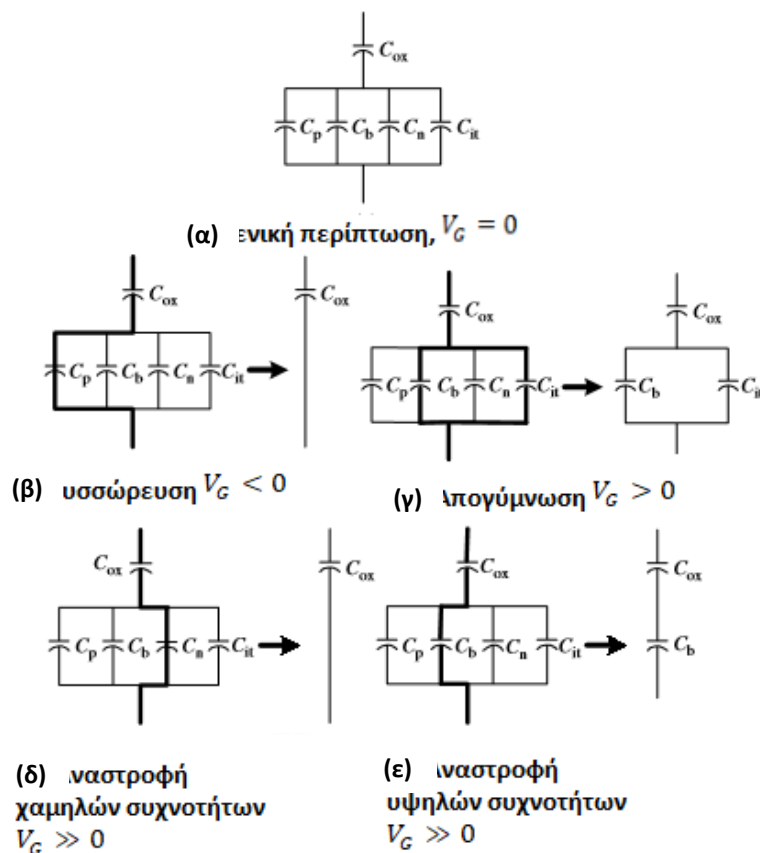 C_ox
C_p C_b C_n C_it
(α) ενική περίπτωση, V_G = 0
C_ox C_ox C_ox C_ox
C_p C_b C_n C_it C_p C_b C_n C_it C_b C_it
(β) υσσώρευση V_G < 0
(γ) Απογύμνωση V_G > 0
C_ox C_ox C_ox C_ox
C_p C_b C_n C_it C_p C_b C_n C_it C_b
(δ) Αναστροφή
χαμηλών συχνοτήτων
V_G ≫ 0
(ε) Αναστροφή
υψηλών συχνοτήτων
V_G ≫ 0